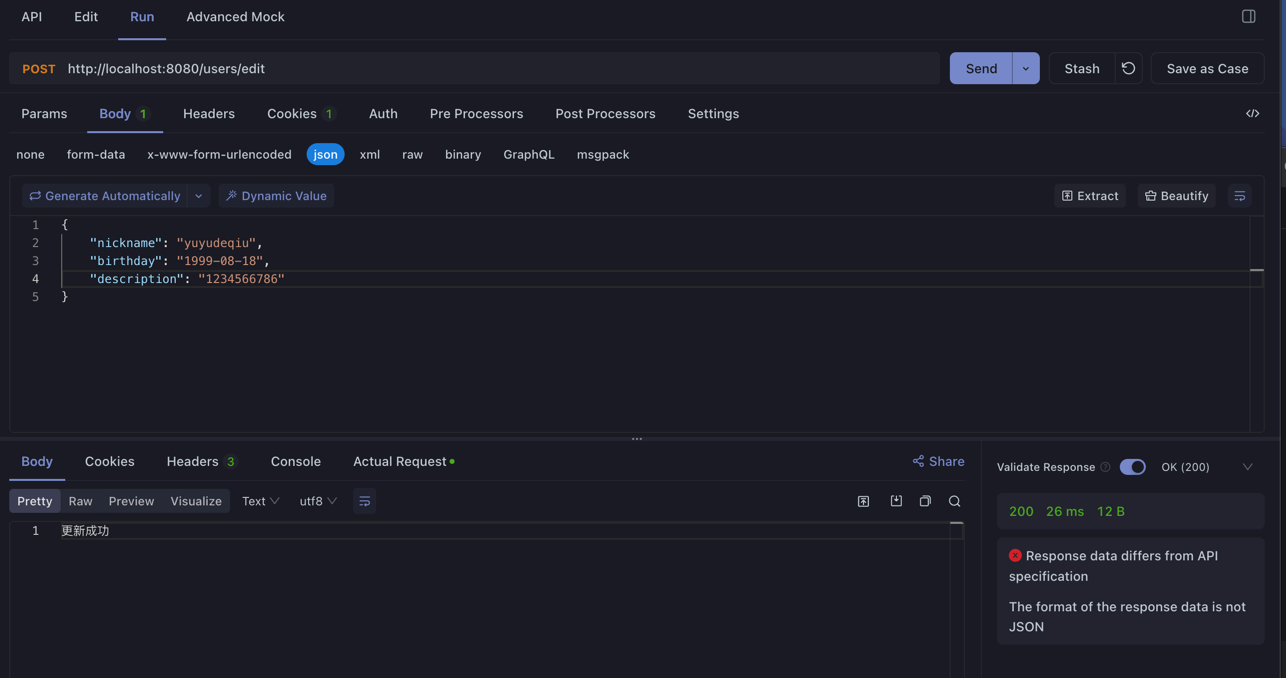 API Edit Run Advanced Mock
POST http://localhost:8080/users/edit Send Stash Save as Case
Params Body 1 Headers Cookies 1 Auth Pre Processors Post Processors Settings
none form-data x-www-form-urlencoded json xml raw binary GraphQL msgpack
Generate Automatically Dynamic Value Extract Beautify
1 {
2 "nickname": "yuyudeqiu",
3 "birthday": "1999-08-18",
4 "description": "1234566786"
5 }
Body Cookies Headers 3 Console Actual Request Share
Pretty Raw Preview Visualize Text utf8
1 更新成功
Validate Response OK (200)
200 26 ms 12 B
Response data differs from API
specification
The format of the response data is not
JSON